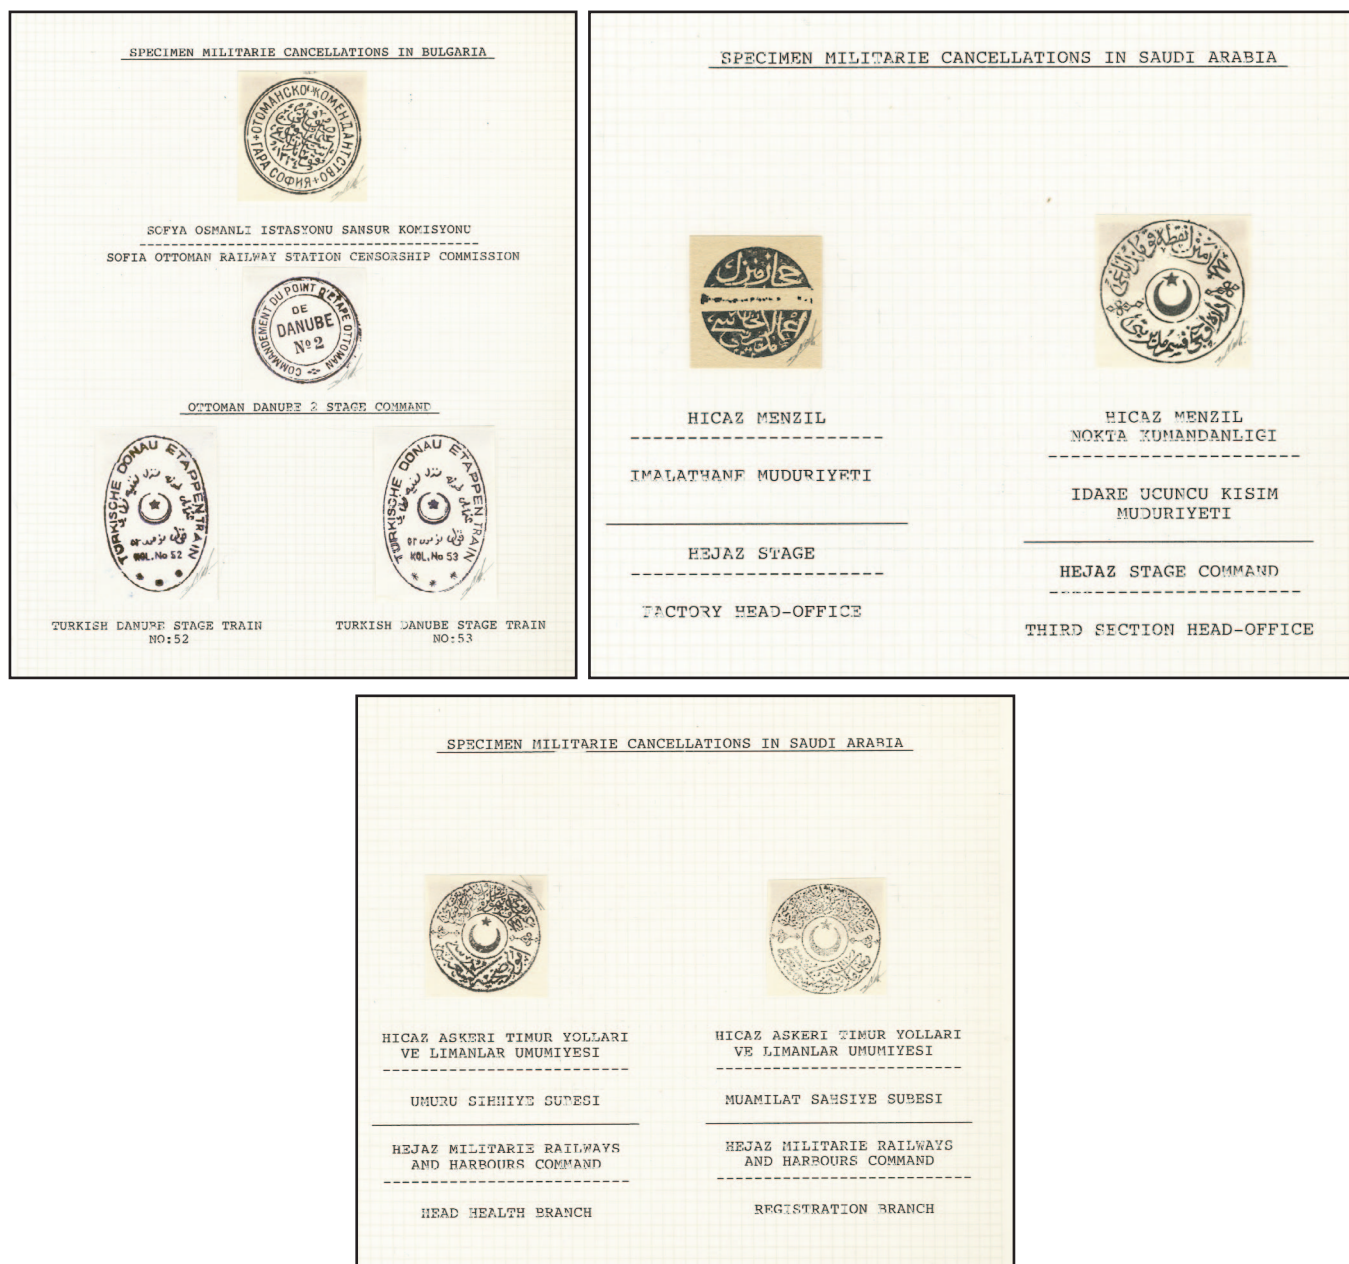 SPECIMEN MILITARIE CANCELLATIONS IN BULGARIA
ОТОМАНСКО КОМЕНДАНТСТВО
ГАРА СОФИЯ
SOFYA OSMANLI ISTASYONU SANSUR KOMISYONU
SOFIA OTTOMAN RAILWAY STATION CENSORSHIP COMMISSION
COMMANDEMENT DU POINT D'ETAPE OTTOMAN
DE
DANUBE
No 2
OTTOMAN DANUBE 2 STAGE COMMAND
TÜRKISCHE DONAU ETAPPEN TRAIN
KOL. No 52
TÜRKISCHE DONAU ETAPPEN TRAIN
KOL. No 53
TURKISH DANUBE STAGE TRAIN
NO:52
TURKISH DANUBE STAGE TRAIN
NO:53
SPECIMEN MILITARIE CANCELLATIONS IN SAUDI ARABIA
HICAZ MENZIL
IMALATHANE MUDURIYETI
HEJAZ STAGE
FACTORY HEAD-OFFICE
HICAZ MENZIL
NOKTA KUMANDANLIGI
IDARE UCUNCU KISIM
MUDURIYETI
HEJAZ STAGE COMMAND
THIRD SECTION HEAD-OFFICE
SPECIMEN MILITARIE CANCELLATIONS IN SAUDI ARABIA
HICAZ ASKERI TIMUR YOLLARI
VE LIMANLAR UMUMIYESI
UMURU SIHHIYE SUBESI
HEJAZ MILITARIE RAILWAYS
AND HARBOURS COMMAND
HEAD HEALTH BRANCH
HICAZ ASKERI TIMUR YOLLARI
VE LIMANLAR UMUMIYESI
MUAMILAT SAHSIYE SUBESI
HEJAZ MILITARIE RAILWAYS
AND HARBOURS COMMAND
REGISTRATION BRANCH